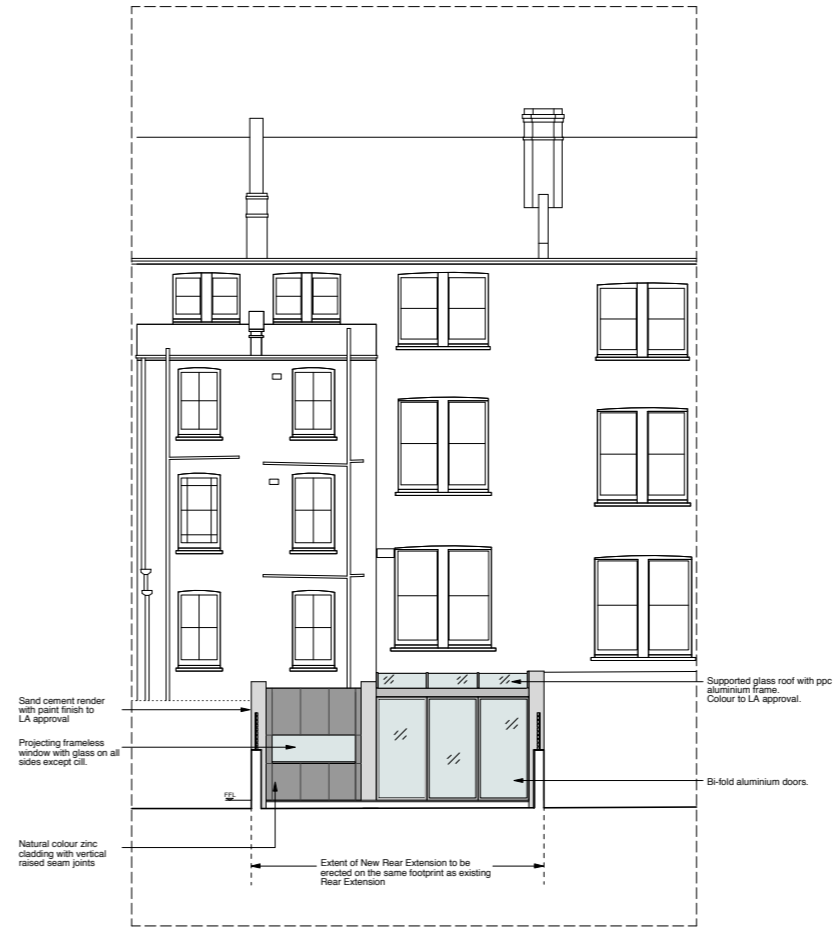 Sand cement render
with paint finish to
LA approval
Projecting frameless
window with glass on all
sides except cill.
FFL
Natural colour zinc
cladding with vertical
raised seam joints
Supported glass roof with ppc
aluminium frame.
Colour to LA approval.
Bi-fold aluminium doors.
Extent of New Rear Extension to be
erected on the same footprint as existing
Rear Extension